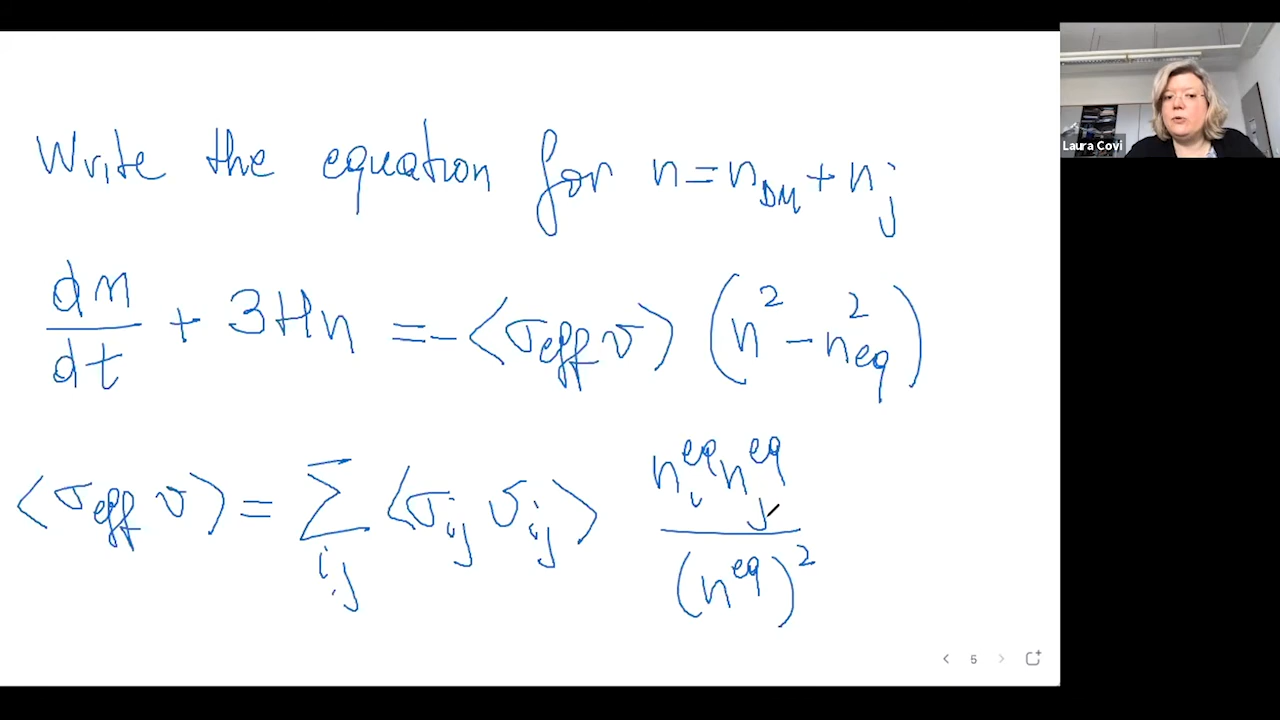 Write the equation for n = n_DM + n_j
dn/dt + 3Hn = - <σ_eff v> (n² - n²_eq)
<σ_eff v> = Σ_ij <σ_ij v_ij> n_i^eq n_j^eq / (n^eq)²
Laura Covi
< 5 >